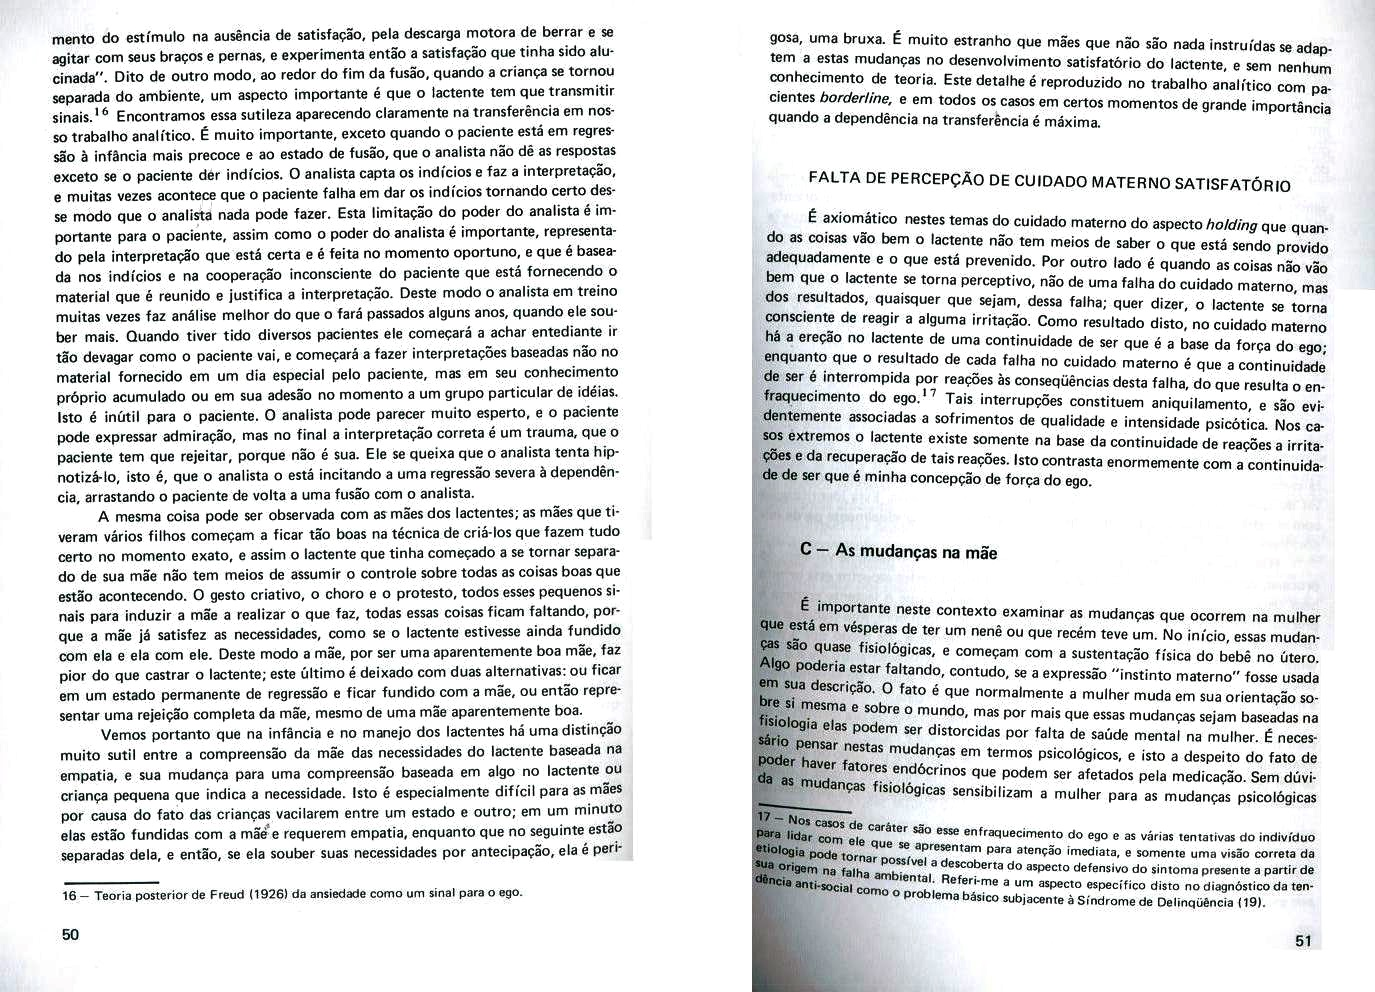 mento do estímulo na ausência de satisfação, pela descarga motora de berrar e se
agitar com seus braços e pernas, e experimenta então a satisfação que tinha sido alu-
cinada”. Dito de outro modo, ao redor do fim da fusão, quando a criança se tornou
separada do ambiente, um aspecto importante é que o lactente tem que transmitir
sinais.16 Encontramos essa sutileza aparecendo claramente na transferência em nos-
so trabalho analítico. É muito importante, exceto quando o paciente está em regres-
são à infância mais precoce e ao estado de fusão, que o analista não dê as respostas
exceto se o paciente der indícios. O analista capta os indícios e faz a interpretação,
e muitas vezes acontece que o paciente falha em dar os indícios tornando certo des-
se modo que o analista nada pode fazer. Esta limitação do poder do analista é im-
portante para o paciente, assim como o poder do analista é importante, representa-
do pela interpretação que está certa e é feita no momento oportuno, e que é basea-
da nos indícios e na cooperação inconsciente do paciente que está fornecendo o
material que é reunido e justifica a interpretação. Deste modo o analista em treino
muitas vezes faz análise melhor do que o fará passados alguns anos, quando ele sou-
ber mais. Quando tiver tido diversos pacientes ele começará a achar entediante ir
tão devagar como o paciente vai, e começará a fazer interpretações baseadas não no
material fornecido em um dia especial pelo paciente, mas em seu conhecimento
próprio acumulado ou em sua adesão no momento a um grupo particular de idéias.
Isto é inútil para o paciente. O analista pode parecer muito esperto, e o paciente
pode expressar admiração, mas no final a interpretação correta é um trauma, que o
paciente tem que rejeitar, porque não é sua. Ele se queixa que o analista tenta hip-
notizá-lo, isto é, que o analista o está incitando a uma regressão severa à dependên-
cia, arrastando o paciente de volta a uma fusão com o analista.
A mesma coisa pode ser observada com as mães dos lactentes; as mães que ti-
veram vários filhos começam a ficar tão boas na técnica de criá-los que fazem tudo
certo no momento exato, e assim o lactente que tinha começado a se tornar separa-
do de sua mãe não tem meios de assumir o controle sobre todas as coisas boas que
estão acontecendo. O gesto criativo, o choro e o protesto, todos esses pequenos si-
nais para induzir a mãe a realizar o que faz, todas essas coisas ficam faltando, por-
que a mãe já satisfez as necessidades, como se o lactente estivesse ainda fundido
com ela e ela com ele. Deste modo a mãe, por ser uma aparentemente boa mãe, faz
pior do que castrar o lactente; este último é deixado com duas alternativas: ou ficar
em um estado permanente de regressão e ficar fundido com a mãe, ou então repre-
sentar uma rejeição completa da mãe, mesmo de uma mãe aparentemente boa.
Vemos portanto que na infância e no manejo dos lactentes há uma distinção
muito sutil entre a compreensão da mãe das necessidades do lactente baseada na
empatia, e sua mudança para uma compreensão baseada em algo no lactente ou
criança pequena que indica a necessidade. Isto é especialmente difícil para as mães
por causa do fato das crianças vacilarem entre um estado e outro; em um minuto
elas estão fundidas com a mãe e requerem empatia, enquanto que no seguinte estão
separadas dela, e então, se ela souber suas necessidades por antecipação, ela é peri-
16 — Teoria posterior de Freud (1926) da ansiedade como um sinal para o ego.
50
gosa, uma bruxa. É muito estranho que mães que não são nada instruídas se adap-
tem a estas mudanças no desenvolvimento satisfatório do lactente, e sem nenhum
conhecimento de teoria. Este detalhe é reproduzido no trabalho analítico com pa-
cientes borderline, e em todos os casos em certos momentos de grande importância
quando a dependência na transferência é máxima.
FALTA DE PERCEPÇÃO DE CUIDADO MATERNO SATISFATÓRIO
É axiomático nestes temas do cuidado materno do aspecto holding que quan-
do as coisas vão bem o lactente não tem meios de saber o que está sendo provido
adequadamente e o que está prevenido. Por outro lado é quando as coisas não vão
bem que o lactente se torna perceptivo, não de uma falha do cuidado materno, mas
dos resultados, quaisquer que sejam, dessa falha; quer dizer, o lactente se torna
consciente de reagir a alguma irritação. Como resultado disto, no cuidado materno
há a ereção no lactente de uma continuidade de ser que é a base da força do ego;
enquanto que o resultado de cada falha no cuidado materno é que a continuidade
de ser é interrompida por reações às conseqüências desta falha, do que resulta o en-
fraquecimento do ego.17 Tais interrupções constituem aniquilamento, e são evi-
dentemente associadas a sofrimentos de qualidade e intensidade psicótica. Nos ca-
sos extremos o lactente existe somente na base da continuidade de reações a irrita-
ções e da recuperação de tais reações. Isto contrasta enormemente com a continuida-
de de ser que é minha concepção de força do ego.
C — As mudanças na mãe
É importante neste contexto examinar as mudanças que ocorrem na mulher
que está em vésperas de ter um nenê ou que recém teve um. No início, essas mudan-
ças são quase fisiológicas, e começam com a sustentação física do bebê no útero.
Algo poderia estar faltando, contudo, se a expressão “instinto materno” fosse usada
em sua descrição. O fato é que normalmente a mulher muda em sua orientação so-
bre si mesma e sobre o mundo, mas por mais que essas mudanças sejam baseadas na
fisiologia elas podem ser distorcidas por falta de saúde mental na mulher. É neces-
sário pensar nestas mudanças em termos psicológicos, e isto a despeito do fato de
poder haver fatores endócrinos que podem ser afetados pela medicação. Sem dúvi-
da as mudanças fisiológicas sensibilizam a mulher para as mudanças psicológicas
17 — Nos casos de caráter são esse enfraquecimento do ego e as várias tentativas do indivíduo
para lidar com ele que se apresentam para atenção imediata, e somente uma visão correta da
etiologia pode tornar possível a descoberta do aspecto defensivo do sintoma presente a partir de
sua origem na falha ambiental. Referi-me a um aspecto específico disto no diagnóstico da ten-
dência anti-social como o problema básico subjacente à Síndrome de Delinqüência (19).
51